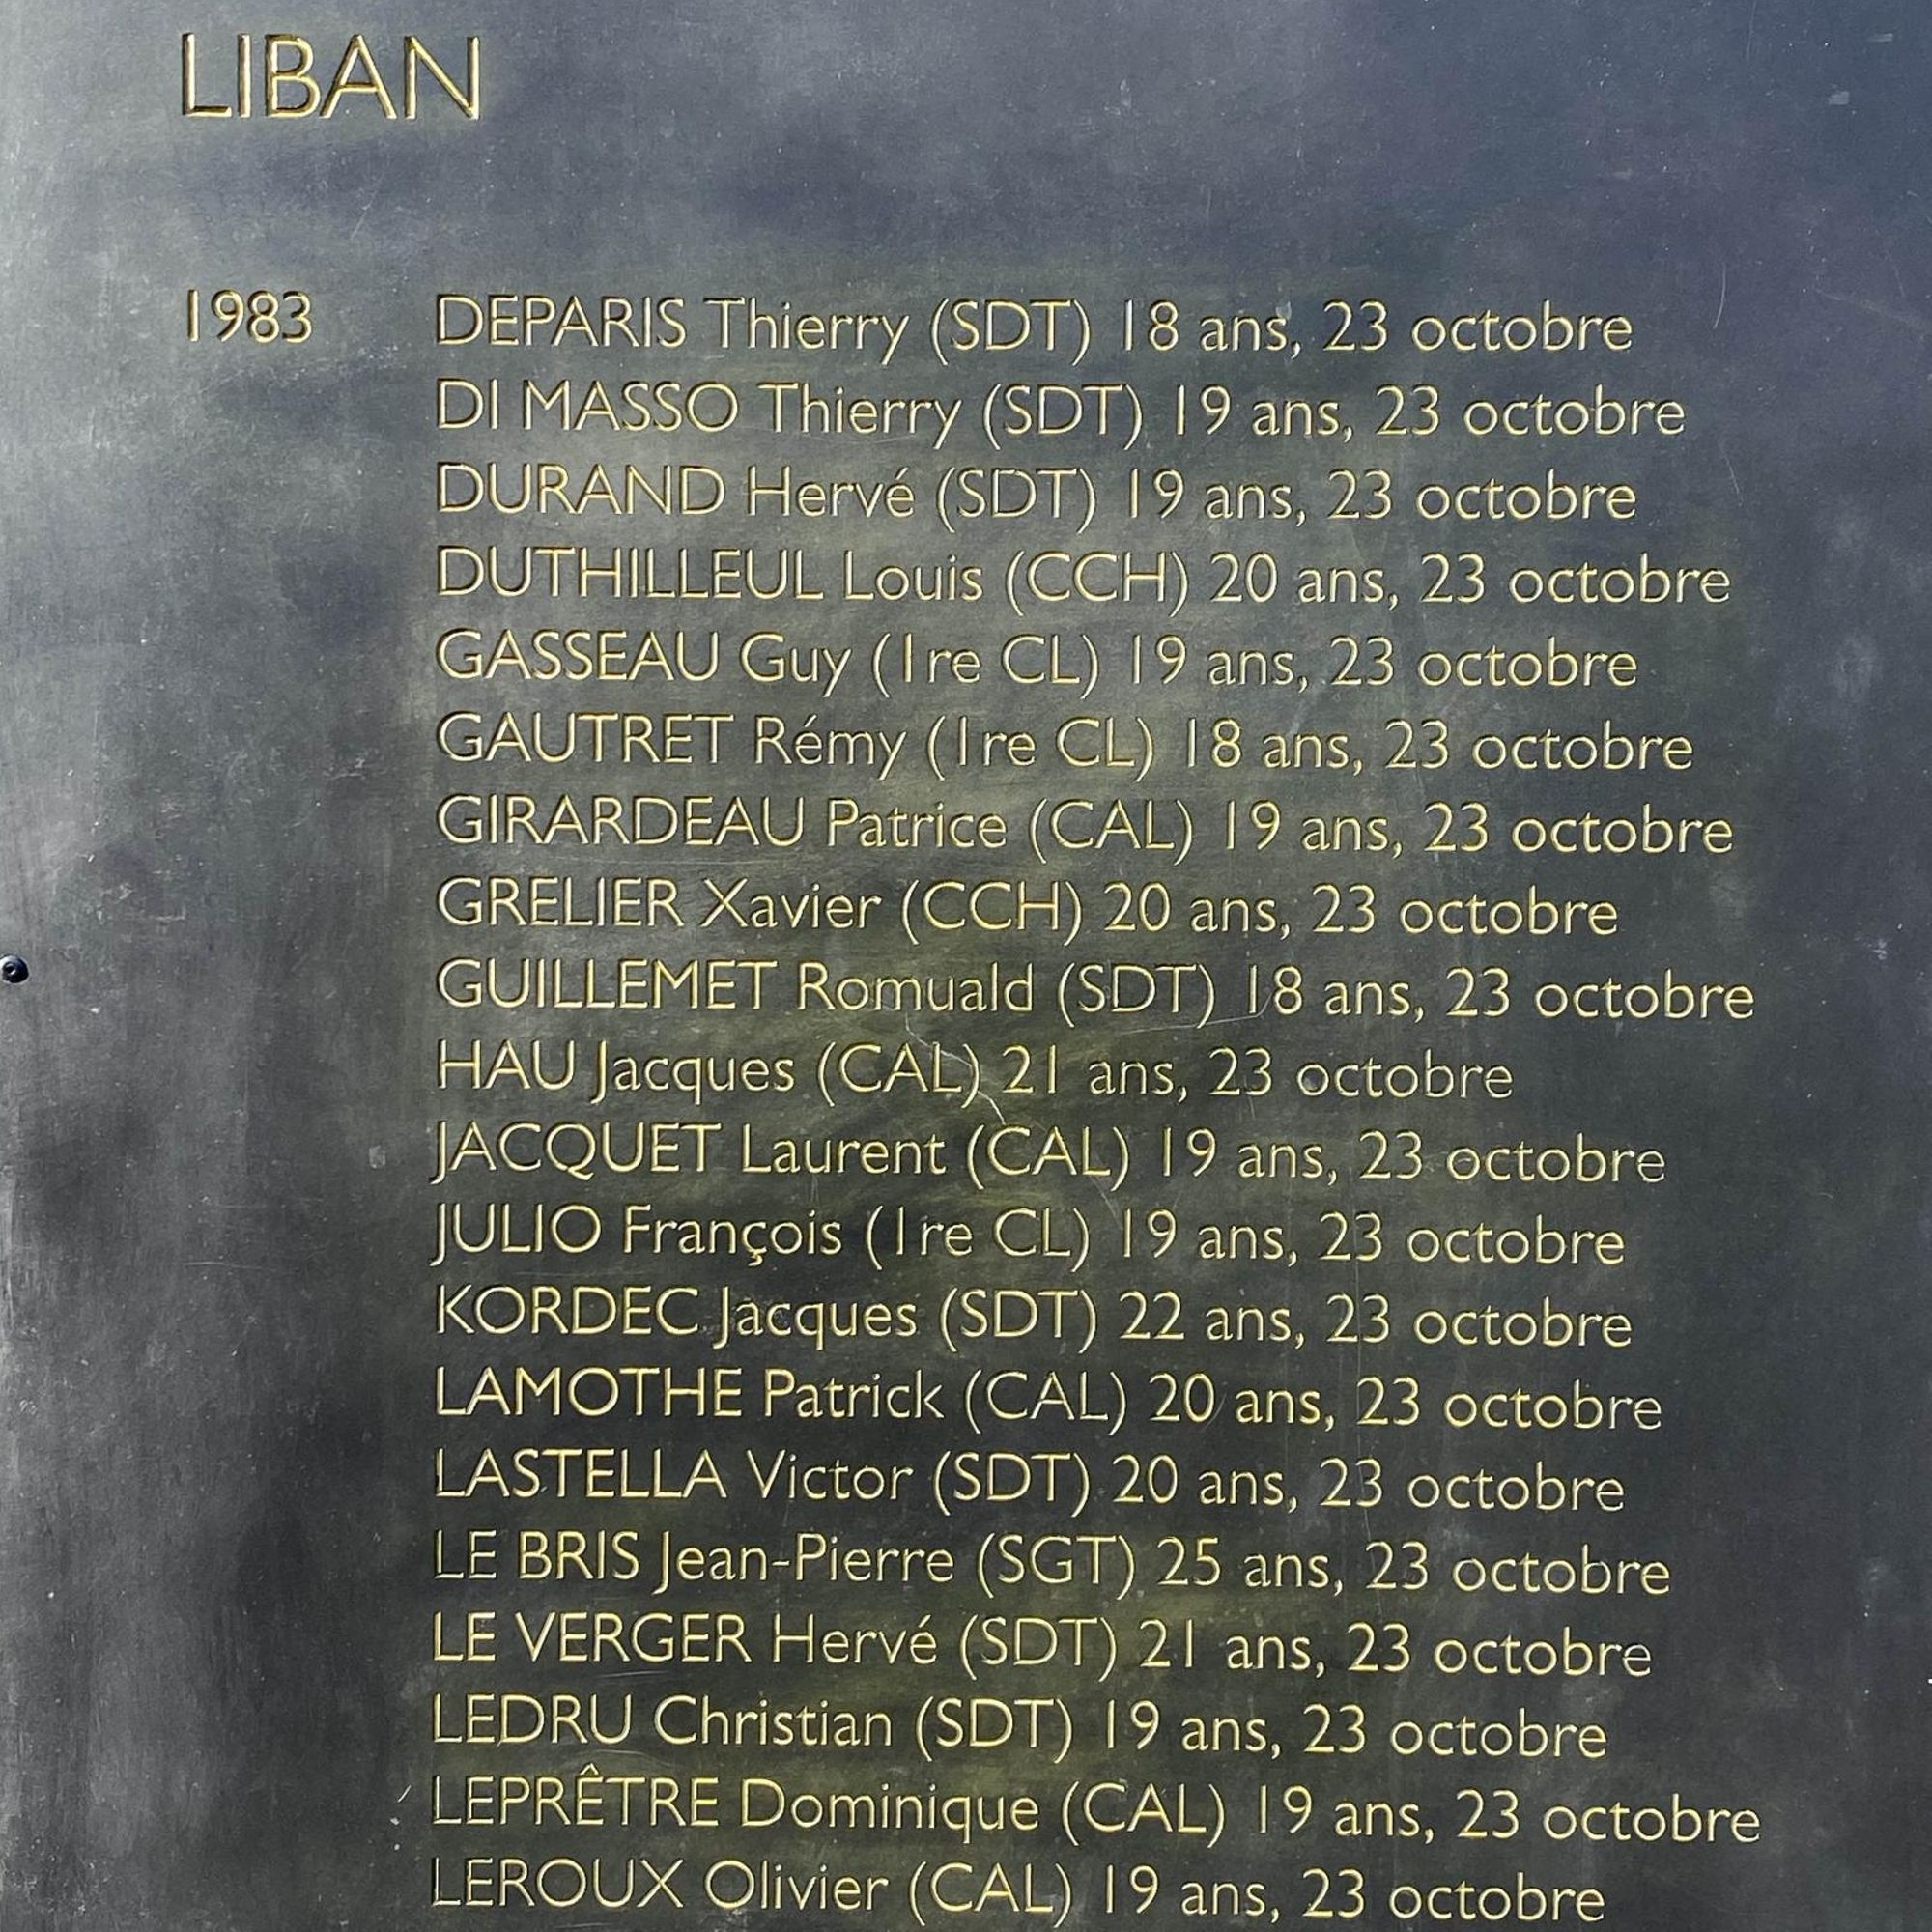 LIBAN
1983 DEPARIS Thierry (SDT) 18 ans, 23 octobre
DI MASSO Thierry (SDT) 19 ans, 23 octobre
DURAND Hervé (SDT) 19 ans, 23 octobre
DUTHILLEUL Louis (CCH) 20 ans, 23 octobre
GASSEAU Guy (1re CL) 19 ans, 23 octobre
GAUTRET Rémy (1re CL) 18 ans, 23 octobre
GIRARDEAU Patrice (CAL) 19 ans, 23 octobre
GRELIER Xavier (CCH) 20 ans, 23 octobre
GUILLEMET Romuald (SDT) 18 ans, 23 octobre
HAU Jacques (CAL) 21 ans, 23 octobre
JACQUET Laurent (CAL) 19 ans, 23 octobre
JULIO François (1re CL) 19 ans, 23 octobre
KORDEC Jacques (SDT) 22 ans, 23 octobre
LAMOTHE Patrick (CAL) 20 ans, 23 octobre
LASTELLA Victor (SDT) 20 ans, 23 octobre
LE BRIS Jean-Pierre (SGT) 25 ans, 23 octobre
LE VERGER Hervé (SDT) 21 ans, 23 octobre
LEDRU Christian (SDT) 19 ans, 23 octobre
LEPRÊTRE Dominique (CAL) 19 ans, 23 octobre
LEROUX Olivier (CAL) 19 ans, 23 octobre